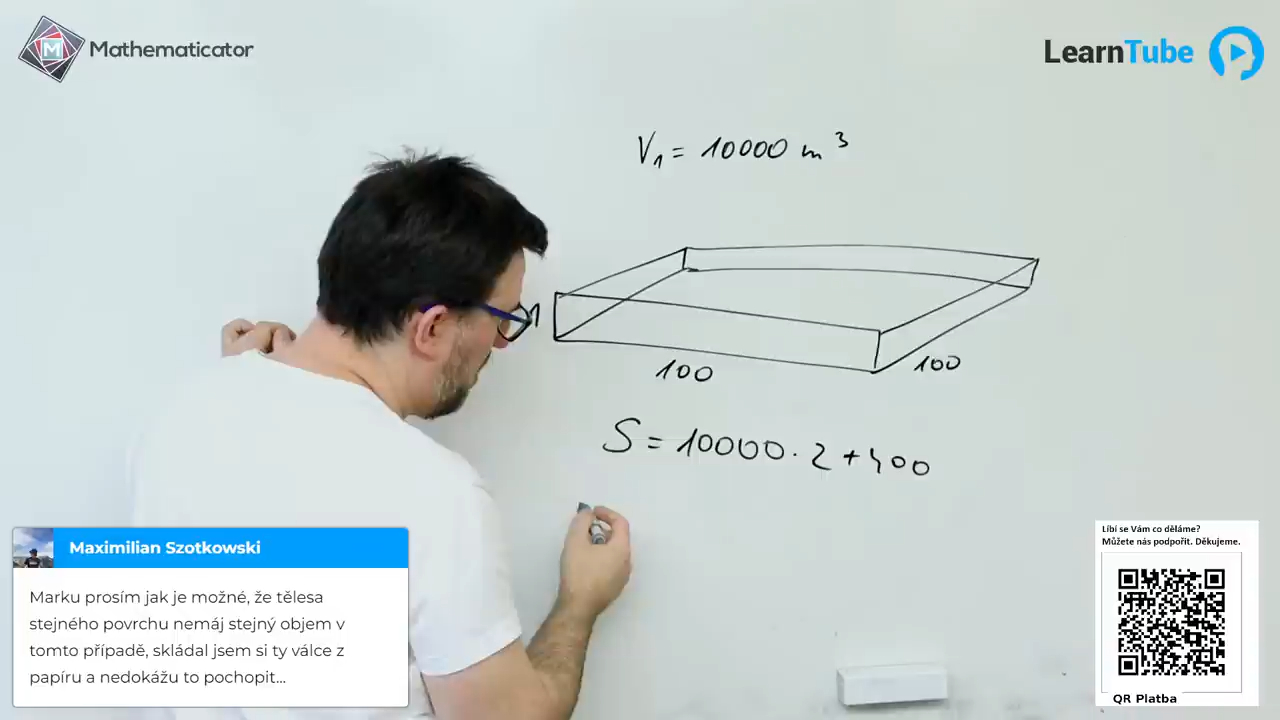 Mathematicator
LearnTube
V₁ = 10000 m³
1
100
100
S = 10000 · 2 + 400
Maximilian Szotkowski
Marku prosím jak je možné, že tělesa
stejného povrchu nemáj stejný objem v
tomto případě, skládal jsem si ty válce z
papíru a nedokážu to pochopit...
Líbí se Vám co děláme?
Můžete nás podpořit. Děkujeme.
QR Platba